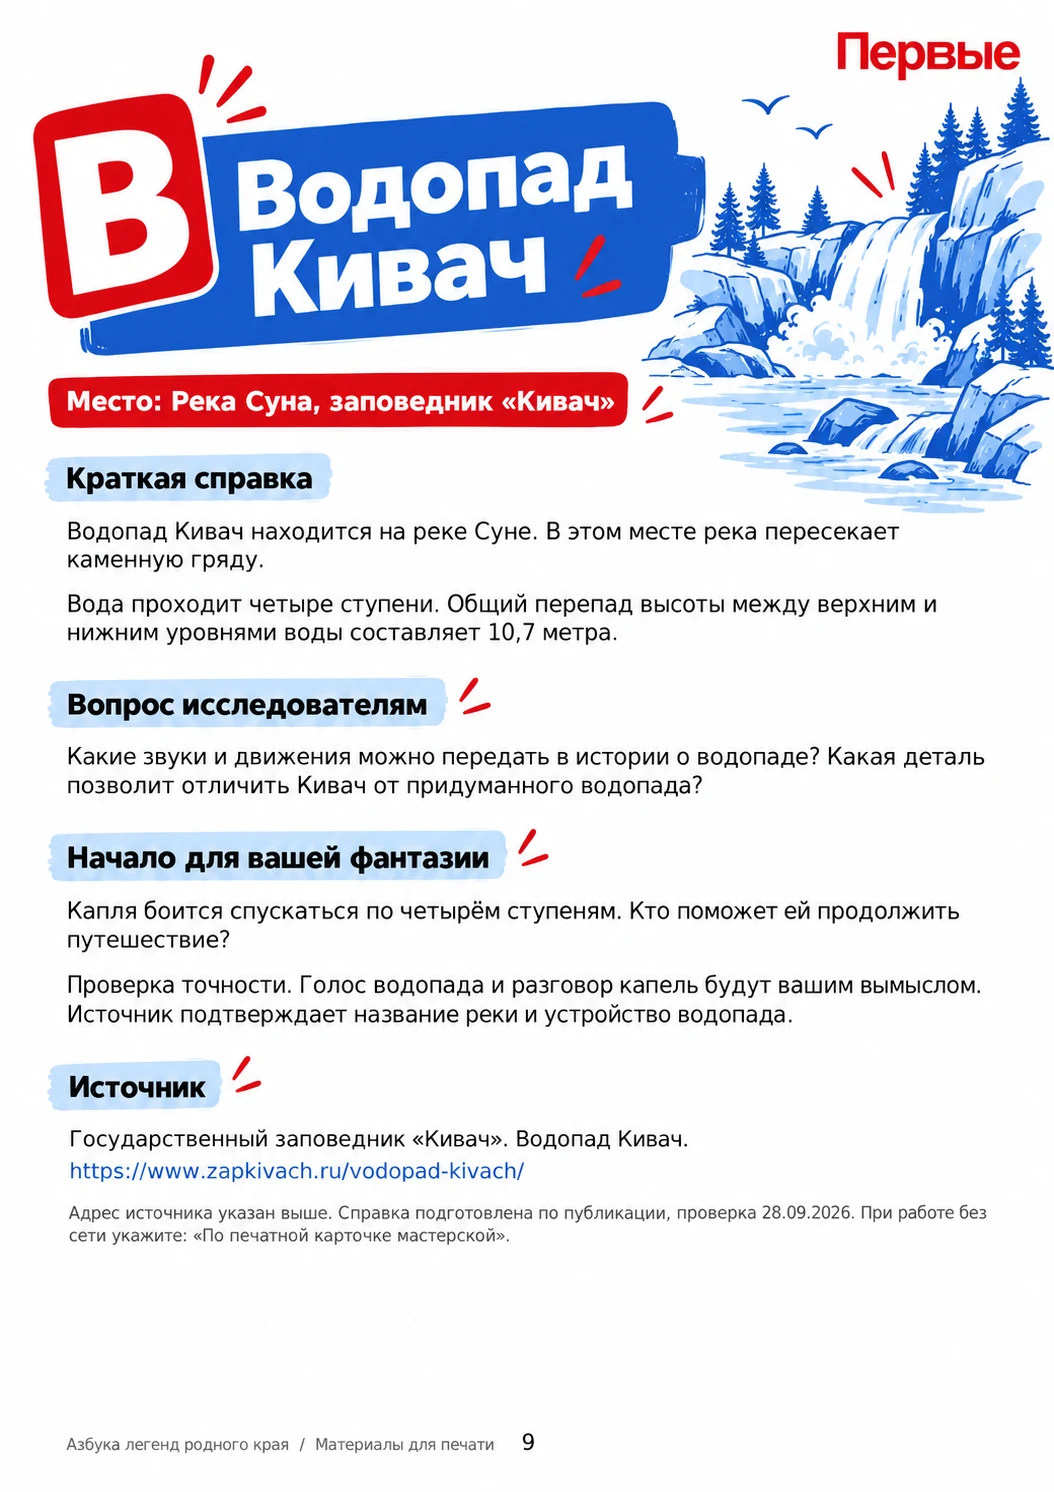 Первые
В
Водопад
Кивач
Место: Река Суна, заповедник «Кивач»
Краткая справка
Водопад Кивач находится на реке Суне. В этом месте река пересекает
каменную гряду.
Вода проходит четыре ступени. Общий перепад высоты между верхним и
нижним уровнями воды составляет 10,7 метра.
Вопрос исследователям
Какие звуки и движения можно передать в истории о водопаде? Какая деталь
позволит отличить Кивач от придуманного водопада?
Начало для вашей фантазии
Капля боится спускаться по четырём ступеням. Кто поможет ей продолжить
путешествие?
Проверка точности. Голос водопада и разговор капель будут вашим вымыслом.
Источник подтверждает название реки и устройство водопада.
Источник
Государственный заповедник «Кивач». Водопад Кивач.
https://www.zapkivach.ru/vodopad-kivach/
Адрес источника указан выше. Справка подготовлена по публикации, проверка 28.09.2026. При работе без
сети укажите: «По печатной карточке мастерской».
Азбука легенд родного края / Материалы для печати 9